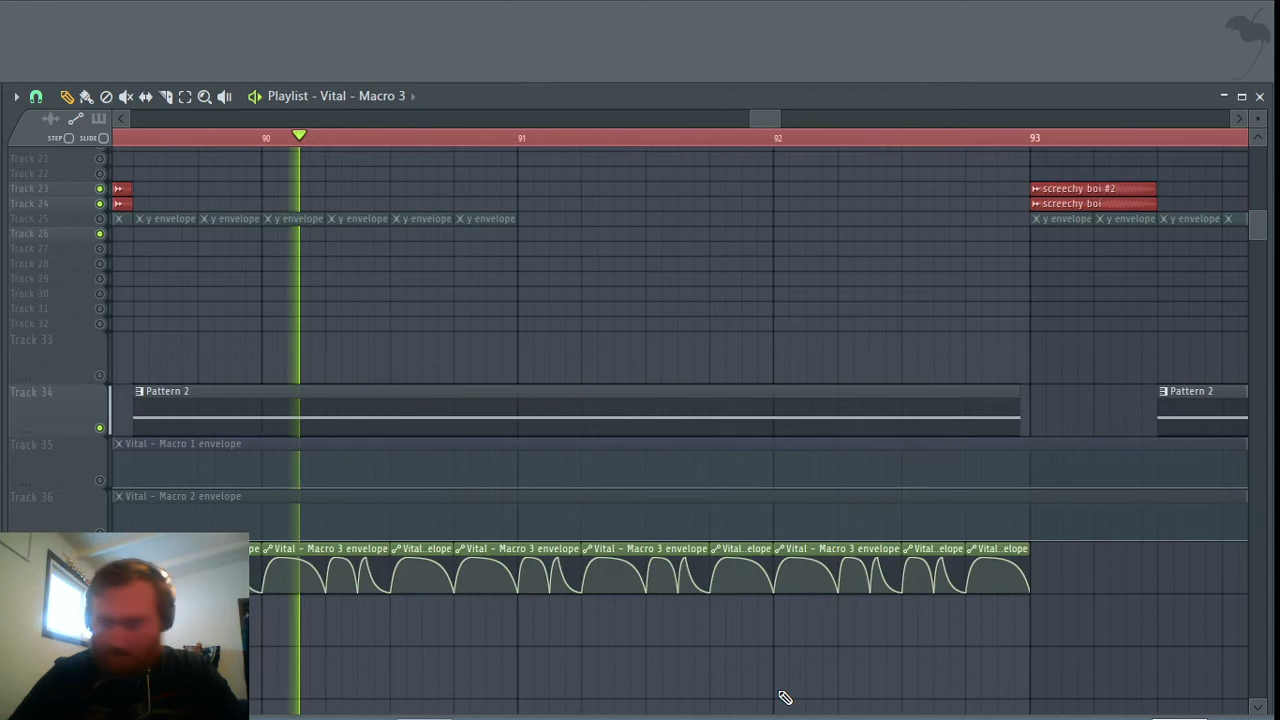 Playlist - Vital - Macro 3
STEP SLIDE
90 91 92 93
Track 21
Track 22
Track 23 screechy boi #2
Track 24 screechy boi
Track 25 y envelope y envelope y envelope y envelope y envelope y envelope y envelope y envelope y envelope
Track 26
Track 27
Track 28
Track 29
Track 30
Track 31
Track 32
Track 33
...
Track 34 Pattern 2 Pattern 2
...
Track 35 Vital - Macro 1 envelope
...
Track 36 Vital - Macro 2 envelope
pe Vital - Macro 3 envelope Vital..elope Vital - Macro 3 envelope Vital - Macro 3 envelope Vital..elope Vital - Macro 3 envelope Vital..elope Vital..elope